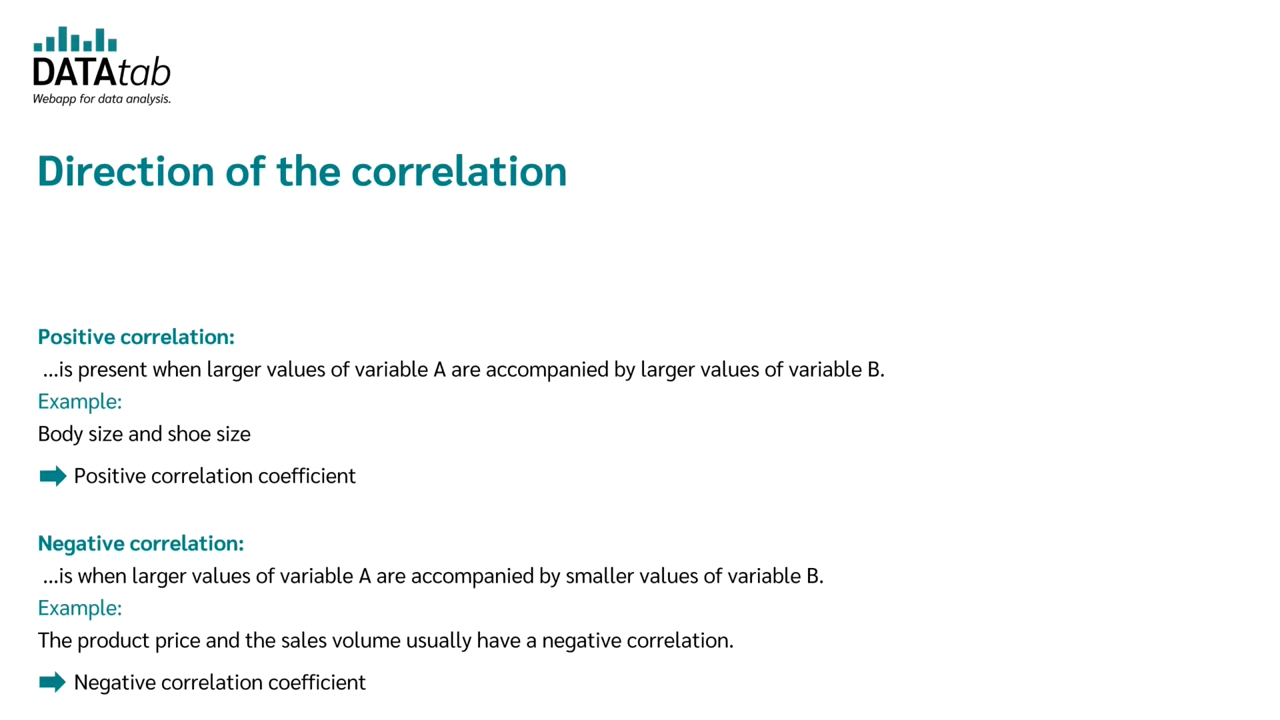 DATAtab
Webapp for data analysis.
Direction of the correlation
Positive correlation:
...is present when larger values of variable A are accompanied by larger values of variable B.
Example:
Body size and shoe size
Positive correlation coefficient
Negative correlation:
...is when larger values of variable A are accompanied by smaller values of variable B.
Example:
The product price and the sales volume usually have a negative correlation.
Negative correlation coefficient